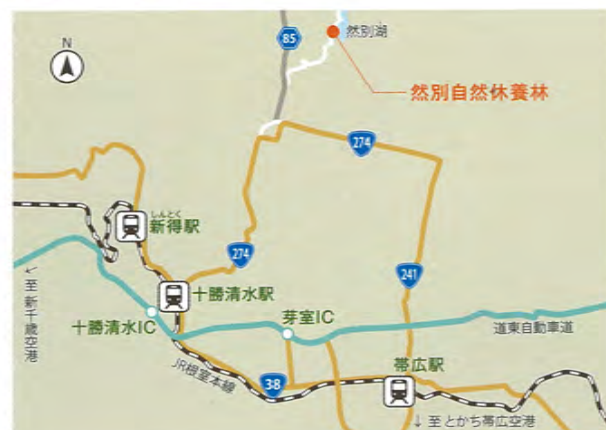 N
85
然別湖
然別自然休養林
274
しんとく
新得駅
274
241
←至 新千歳空港
十勝清水駅
十勝清水IC
芽室IC
道東自動車道
JR根室本線
38
帯広駅
↓至 とかち帯広空港